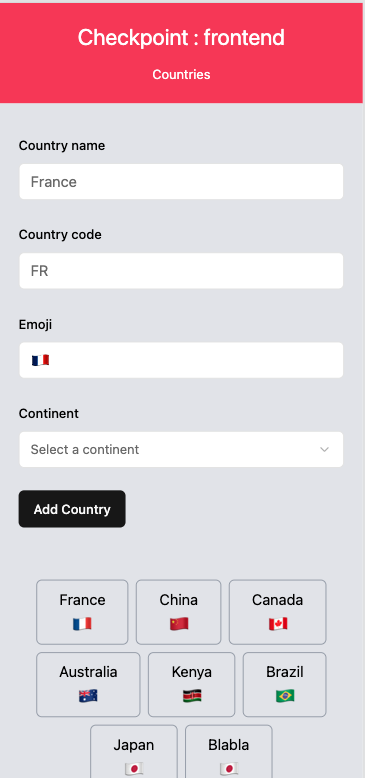 Checkpoint : frontend
Countries
Country name
France
Country code
FR
Emoji
🇫🇷
Continent
Select a continent
Add Country
France China Canada
🇫🇷 🇨🇳 🇨🇦
Australia Kenya Brazil
🇦🇺 🇰🇪 🇧🇷
Japan Blabla
🇯🇵 🇯🇵